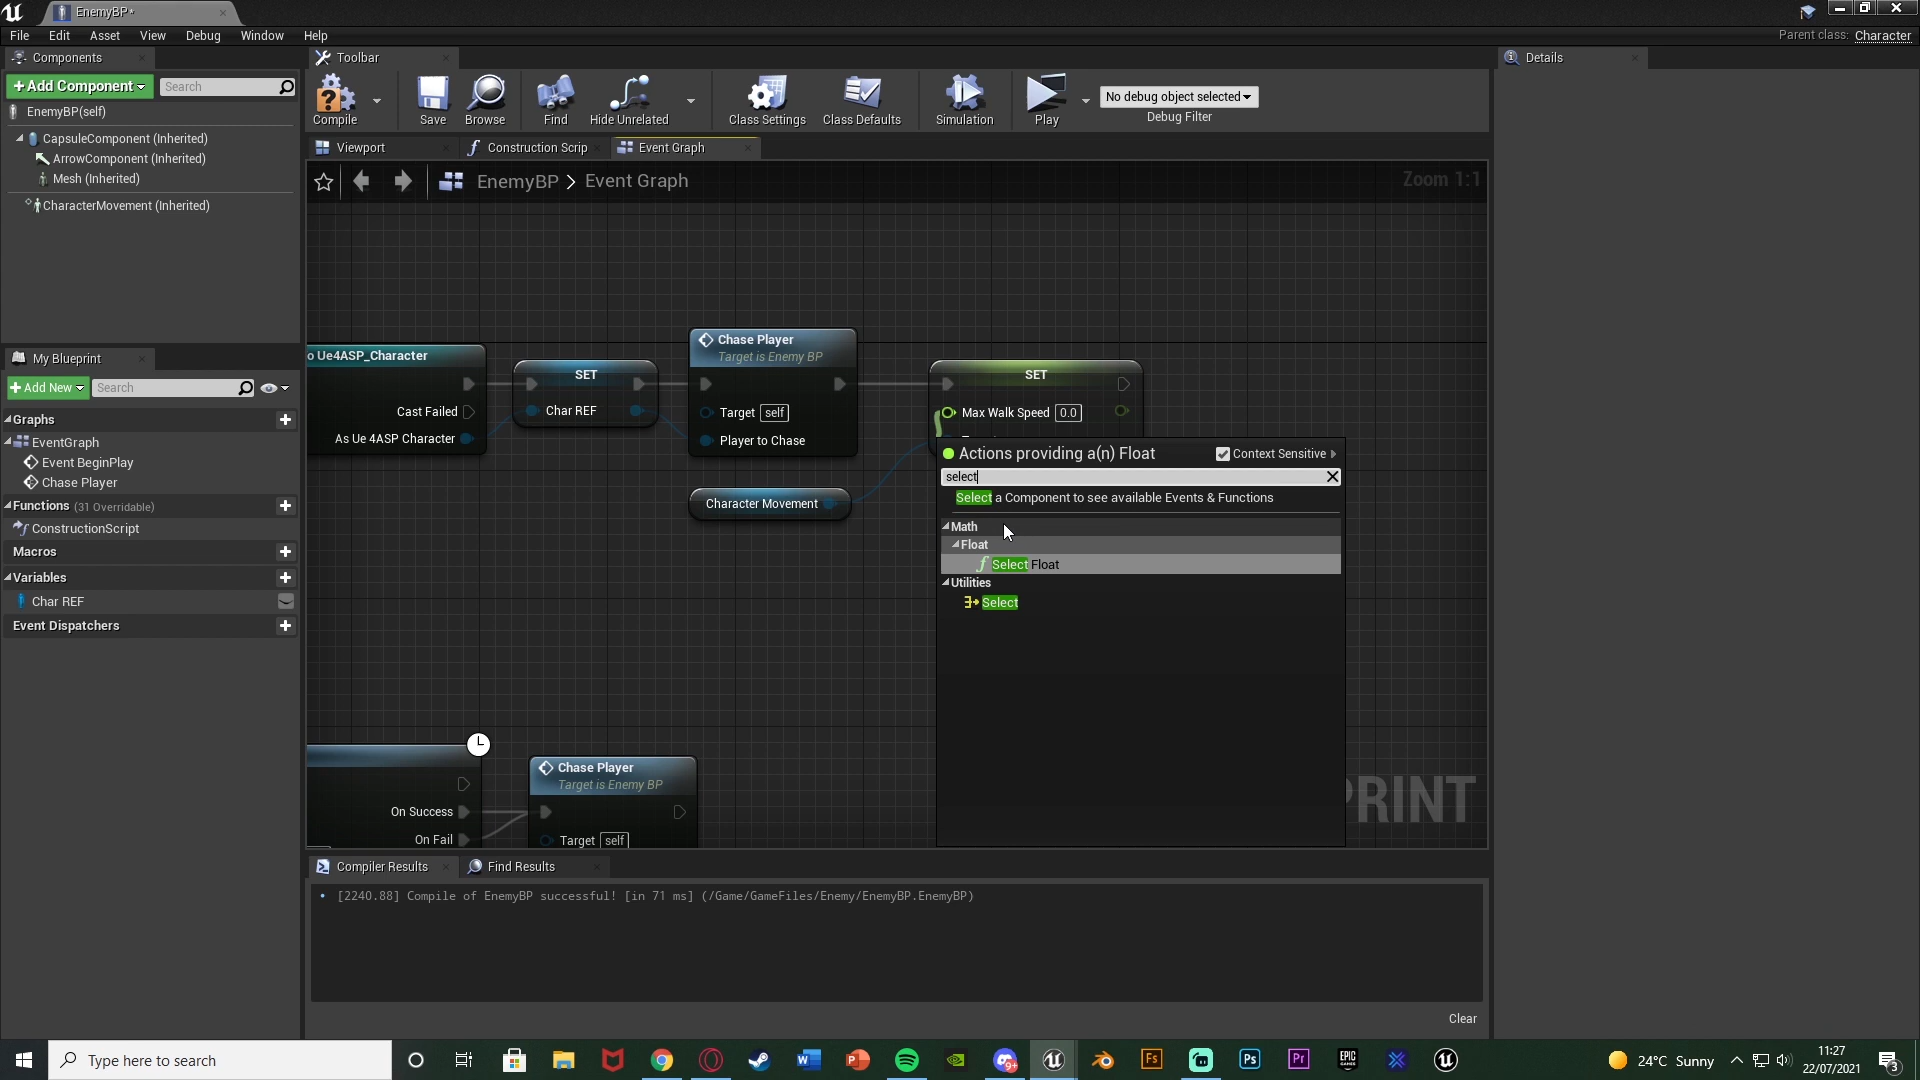 EnemyBP*
File Edit Asset View Debug Window Help
Parent class: Character
Components
+Add Component
Search
EnemyBP(self)
CapsuleComponent (Inherited)
ArrowComponent (Inherited)
Mesh (Inherited)
CharacterMovement (Inherited)
My Blueprint
+Add New
Search
Graphs
EventGraph
Event BeginPlay
Chase Player
Functions (31 Overridable)
ConstructionScript
Macros
Variables
Char REF
Event Dispatchers
Toolbar
Compile Save Browse Find Hide Unrelated Class Settings Class Defaults Simulation Play
No debug object selected
Debug Filter
Viewport Construction Scrip Event Graph
EnemyBP > Event Graph
Zoom 1:1
o Ue4ASP_Character
Cast Failed
As Ue 4ASP Character
SET
Char REF
Chase Player
Target is Enemy BP
Target self
Player to Chase
Character Movement
SET
Max Walk Speed 0.0
Actions providing a(n) Float
Context Sensitive
select
Select a Component to see available Events & Functions
Math
Float
Select Float
Utilities
Select
On Success
On Fail
Chase Player
Target is Enemy BP
Target self
PRINT
Compiler Results Find Results
[2240.88] Compile of EnemyBP successful! [in 71 ms] (/Game/GameFiles/Enemy/EnemyBP.EnemyBP)
Clear
Details
Type here to search
9+
Fs
Ps
Pr
EPIC GAMES
24°C Sunny
11:27
22/07/2021
3